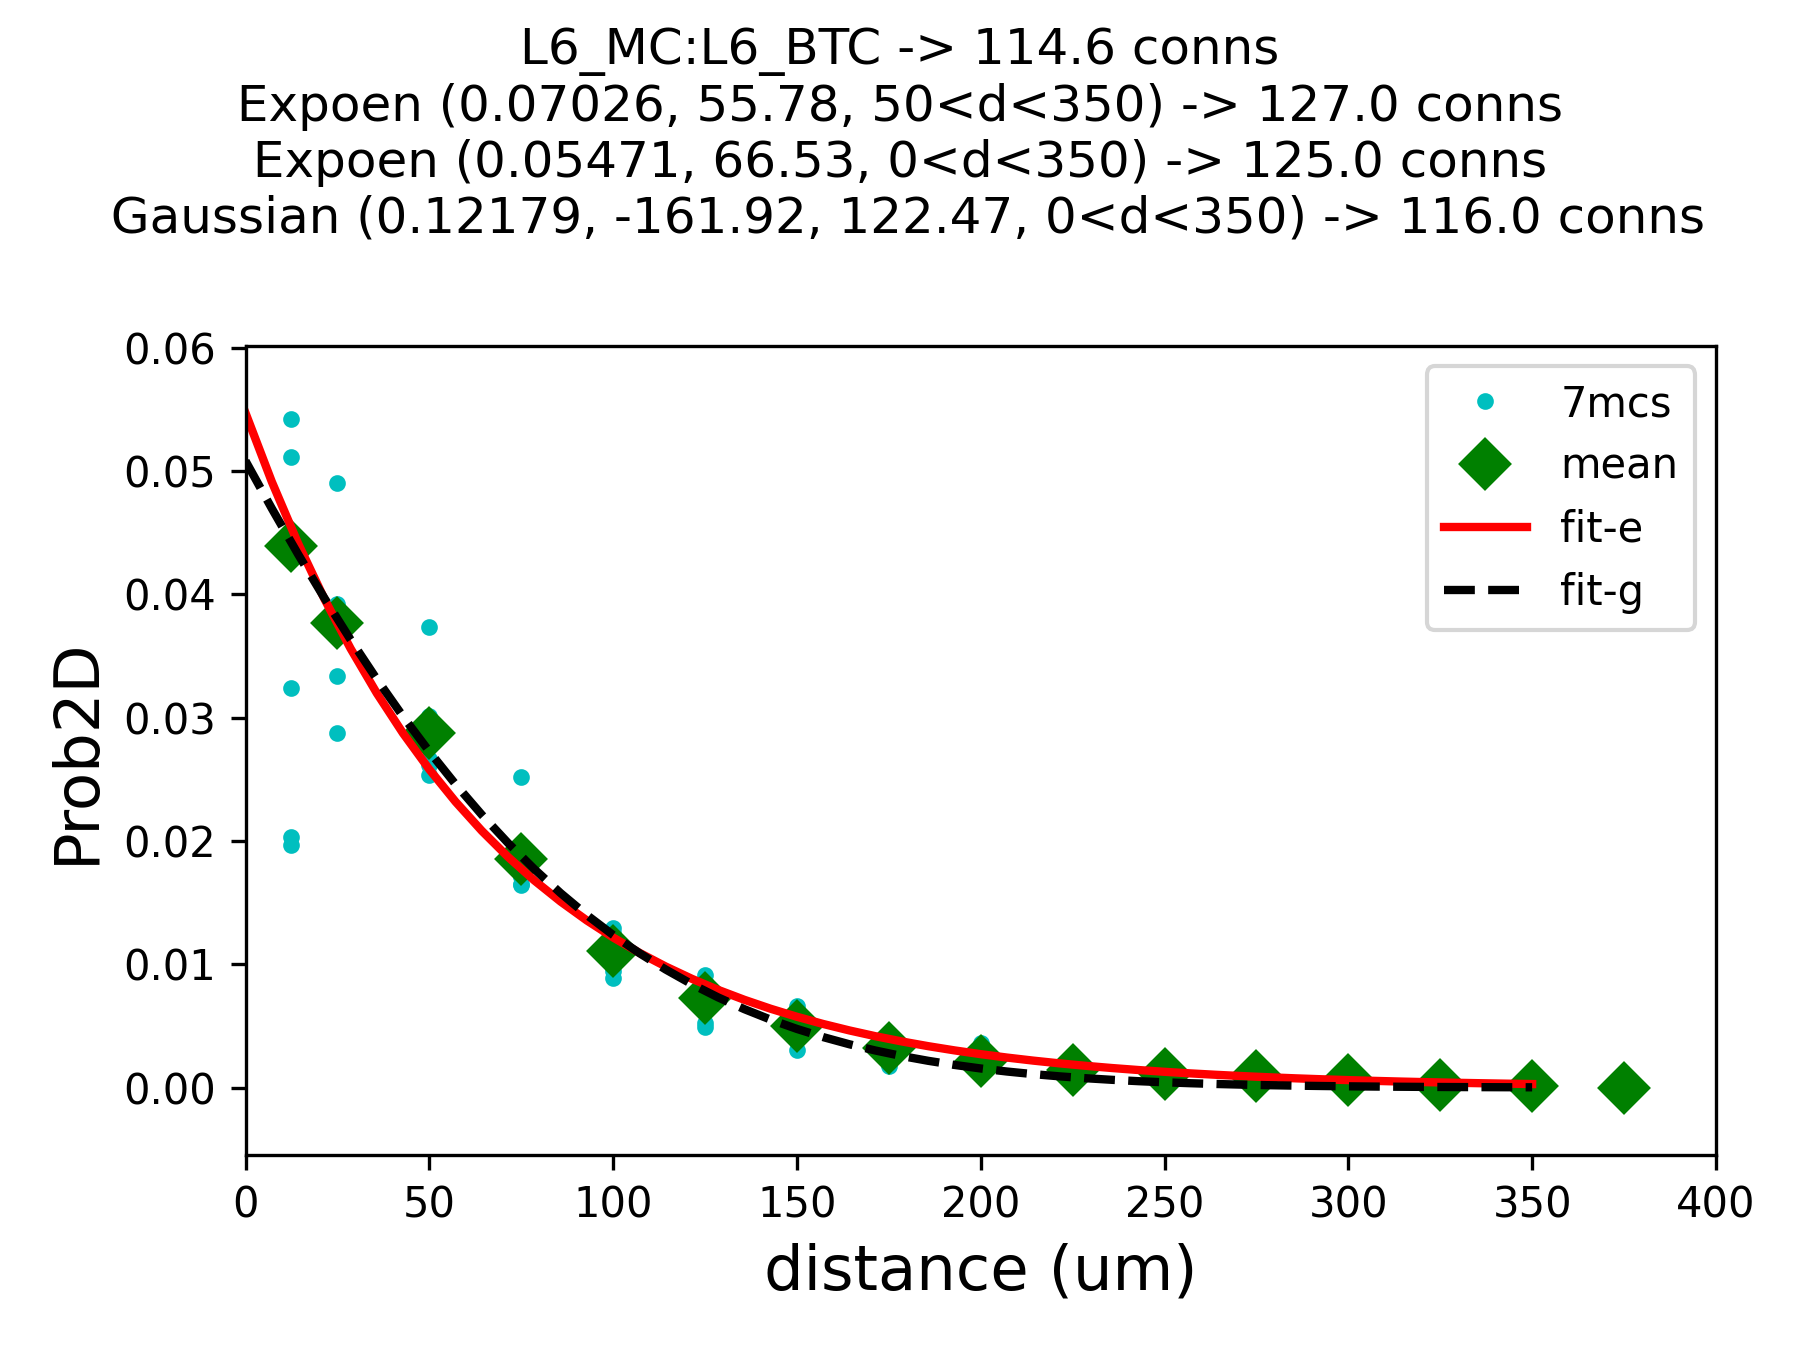 L6_MC:L6_BTC -> 114.6 conns
Expoen (0.07026, 55.78, 50<d<350) -> 127.0 conns
Expoen (0.05471, 66.53, 0<d<350) -> 125.0 conns
Gaussian (0.12179, -161.92, 122.47, 0<d<350) -> 116.0 conns
0.06
0.05
0.04
0.03
0.02
0.01
0.00
Prob2D
7mcs
mean
fit-e
fit-g
0 50 100 150 200 250 300 350 400
distance (um)